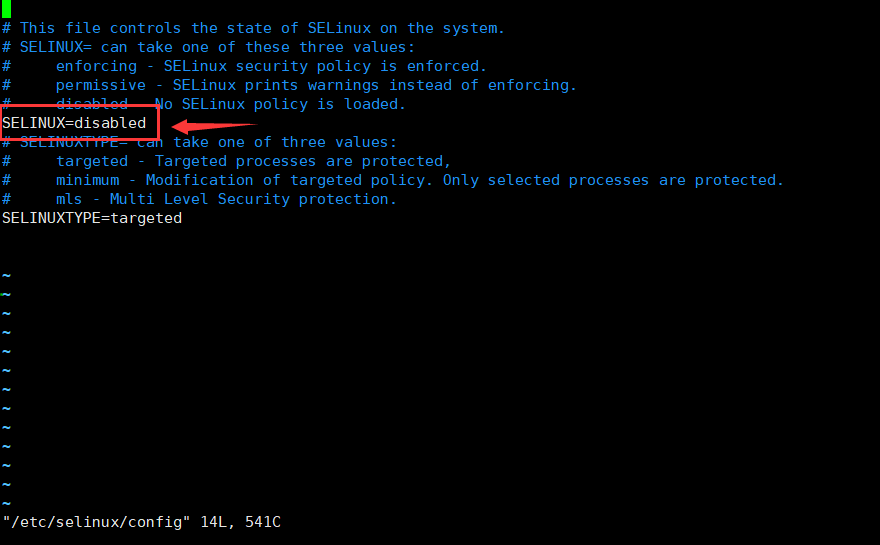 # This file controls the state of SELinux on the system.
# SELINUX= can take one of these three values:
#     enforcing - SELinux security policy is enforced.
#     permissive - SELinux prints warnings instead of enforcing.
#     disabled - No SELinux policy is loaded.
SELINUX=disabled
# SELINUXTYPE= can take one of three values:
#     targeted - Targeted processes are protected,
#     minimum - Modification of targeted policy. Only selected processes are protected.
#     mls - Multi Level Security protection.
SELINUXTYPE=targeted
~
~
~
~
~
~
~
~
~
~
~
~
~
"/etc/selinux/config" 14L, 541C